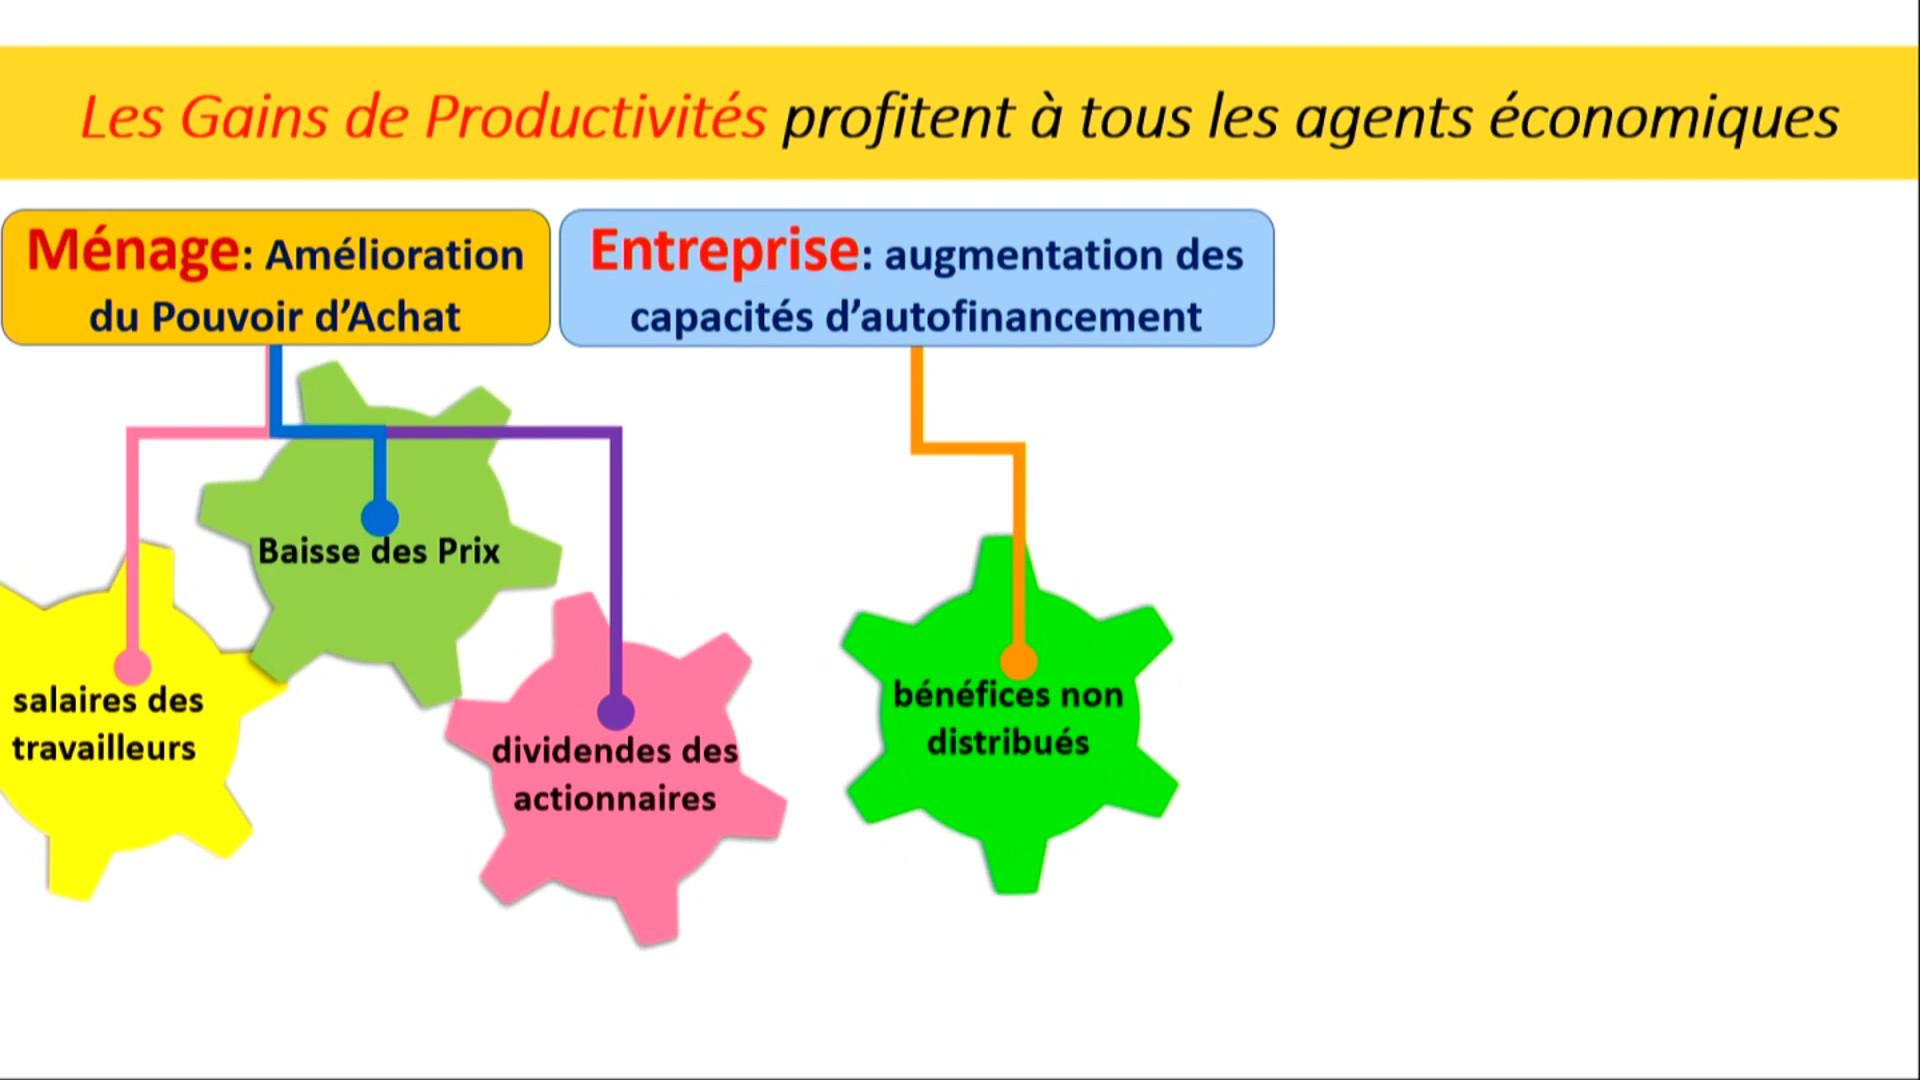 Les Gains de Productivités profitent à tous les agents économiques
Ménage: Amélioration
du Pouvoir d’Achat
Entreprise: augmentation des
capacités d’autofinancement
Baisse des Prix
salaires des
travailleurs
dividendes des
actionnaires
bénéfices non
distribués